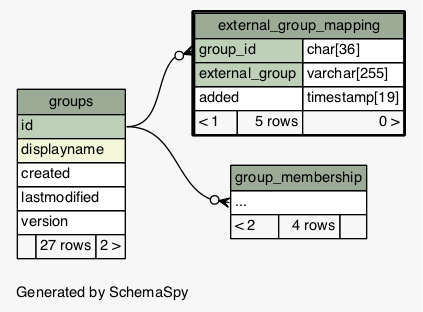 external_group_mapping
group_id char[36]
external_group varchar[255]
added timestamp[19]
< 1 5 rows 0 >
groups
id
displayname
created
lastmodified
version
27 rows 2 >
group_membership
...
< 2 4 rows
Generated by SchemaSpy